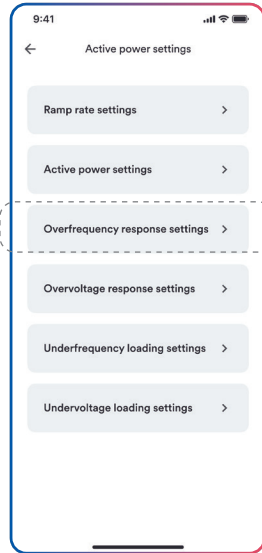 9:41
Active power settings
Ramp rate settings
Active power settings
Overfrequency response settings
Overvoltage response settings
Underfrequency loading settings
Undervoltage loading settings